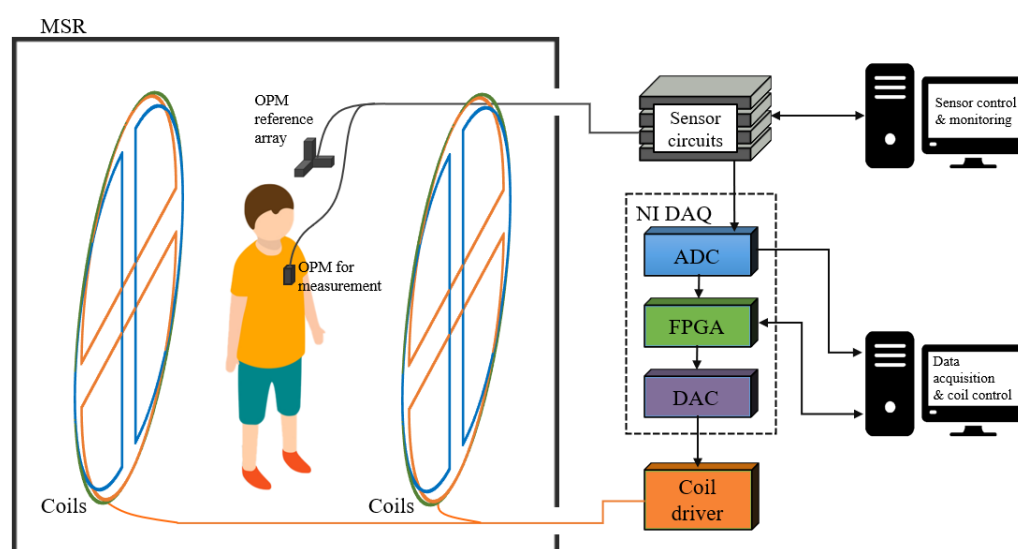 MSR
OPM
reference
array
OPM for
measurement
Coils
Coils
Sensor
circuits
Sensor control
& monitoring
NI DAQ
ADC
FPGA
DAC
Data
acquisition
& coil control
Coil
driver